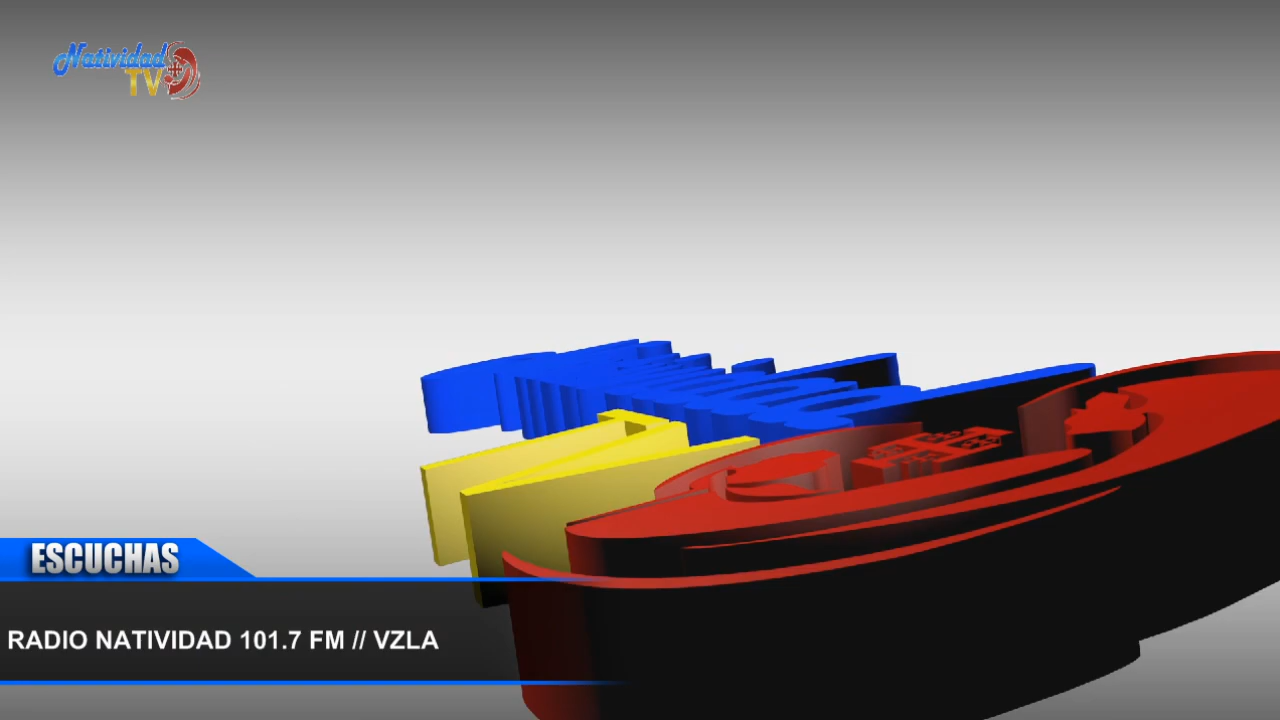 Natividad
TV
ESCUCHAS
RADIO NATIVIDAD 101.7 FM // VZLA